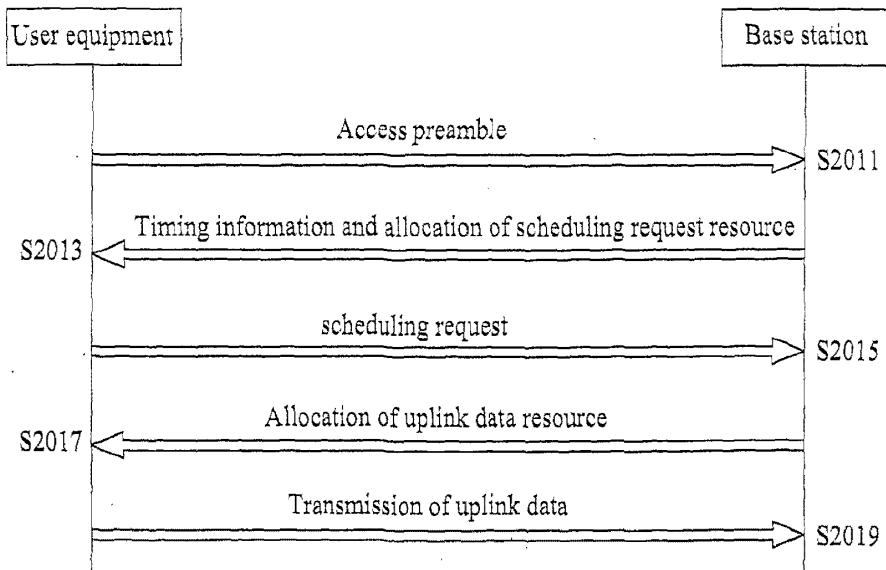 User equipment
Base station
Access preamble
S2011
Timing information and allocation of scheduling request resource
S2013
scheduling request
S2015
Allocation of uplink data resource
S2017
Transmission of uplink data
S2019